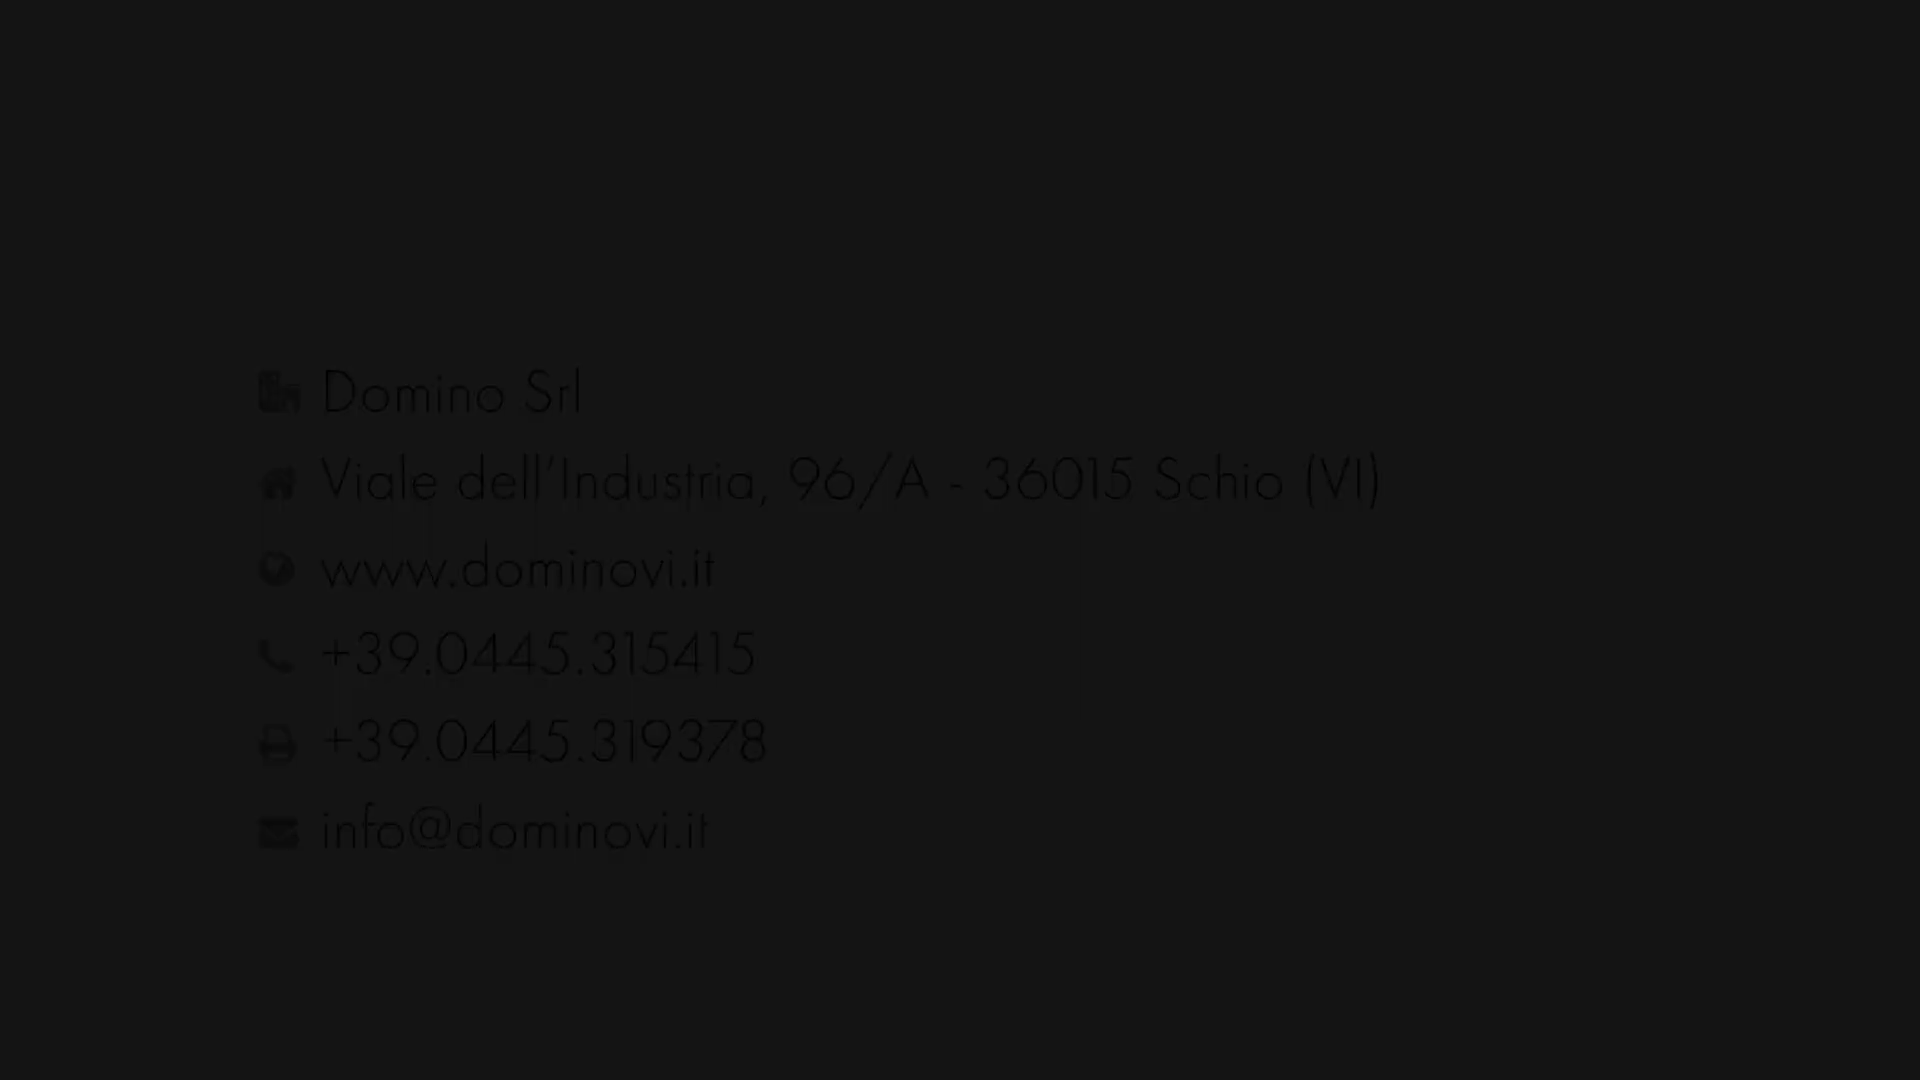 Domino Srl
Viale dell'Industria, 96/A - 36015 Schio (VI)
www.dominovi.it
+39.0445.315415
+39.0445.319378
info@dominovi.it